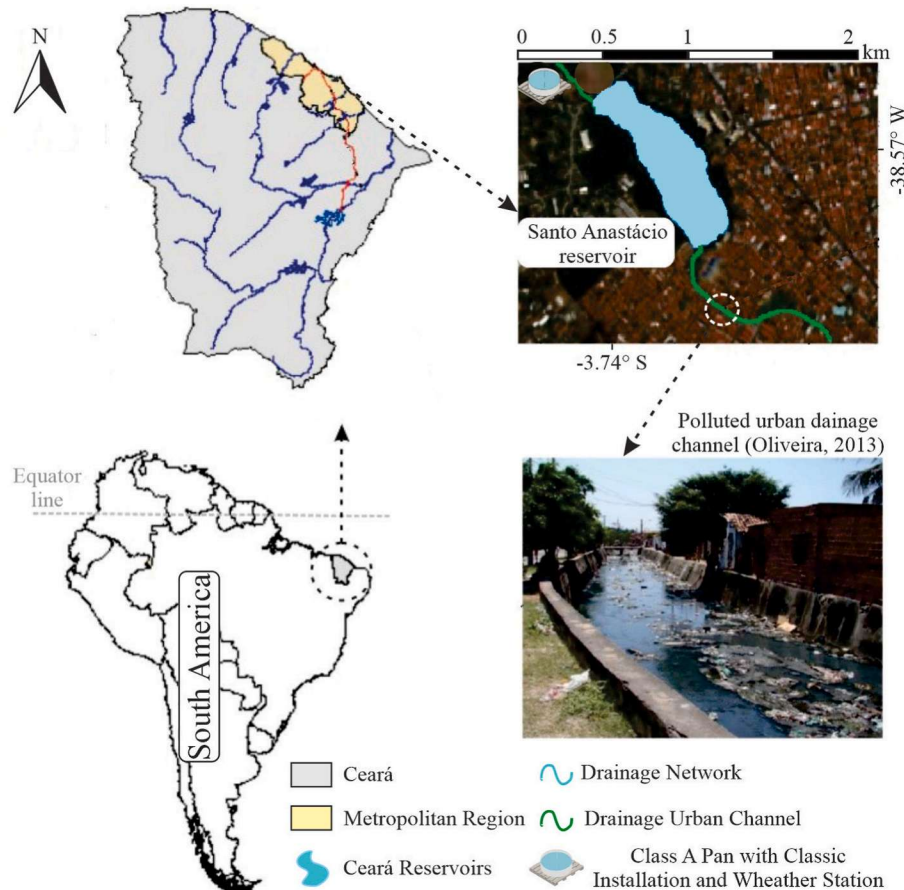 N
0 0.5 1 2
km
-38.57° W
Santo Anastácio
reservoir
-3.74° S
Polluted urban dainage
channel (Oliveira, 2013)
Equator
line
South America
Ceará
Drainage Network
Metropolitan Region
Drainage Urban Channel
Ceará Reservoirs
Class A Pan with Classic
Installation and Wheather Station